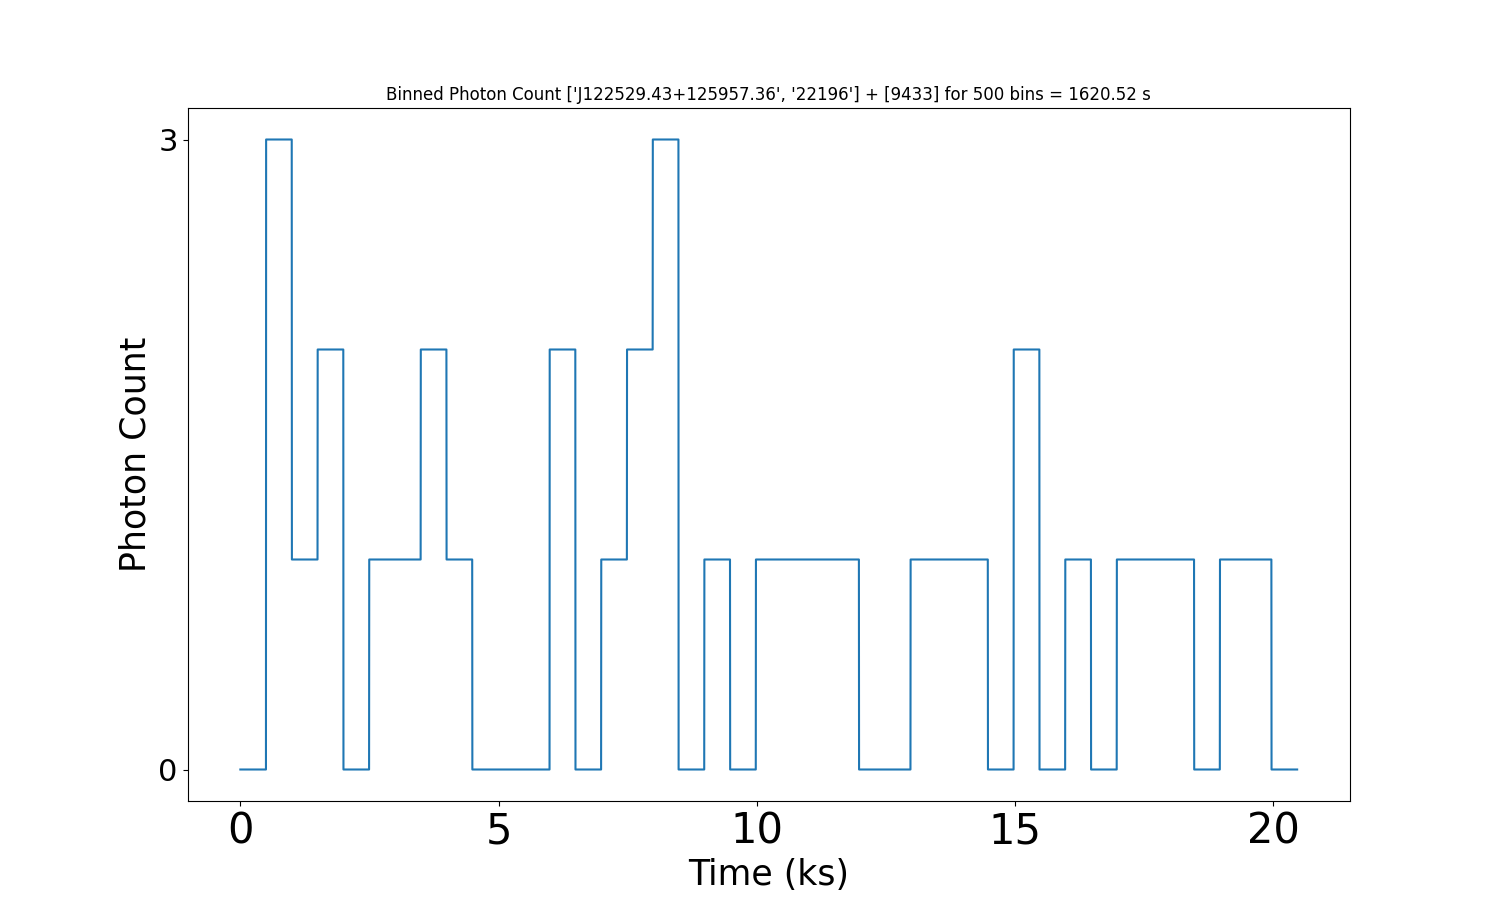 Binned Photon Count ['J122529.43+125957.36', '22196'] + [9433] for 500 bins = 1620.52 s
3
Photon Count
0
0 5 10 15 20
Time (ks)